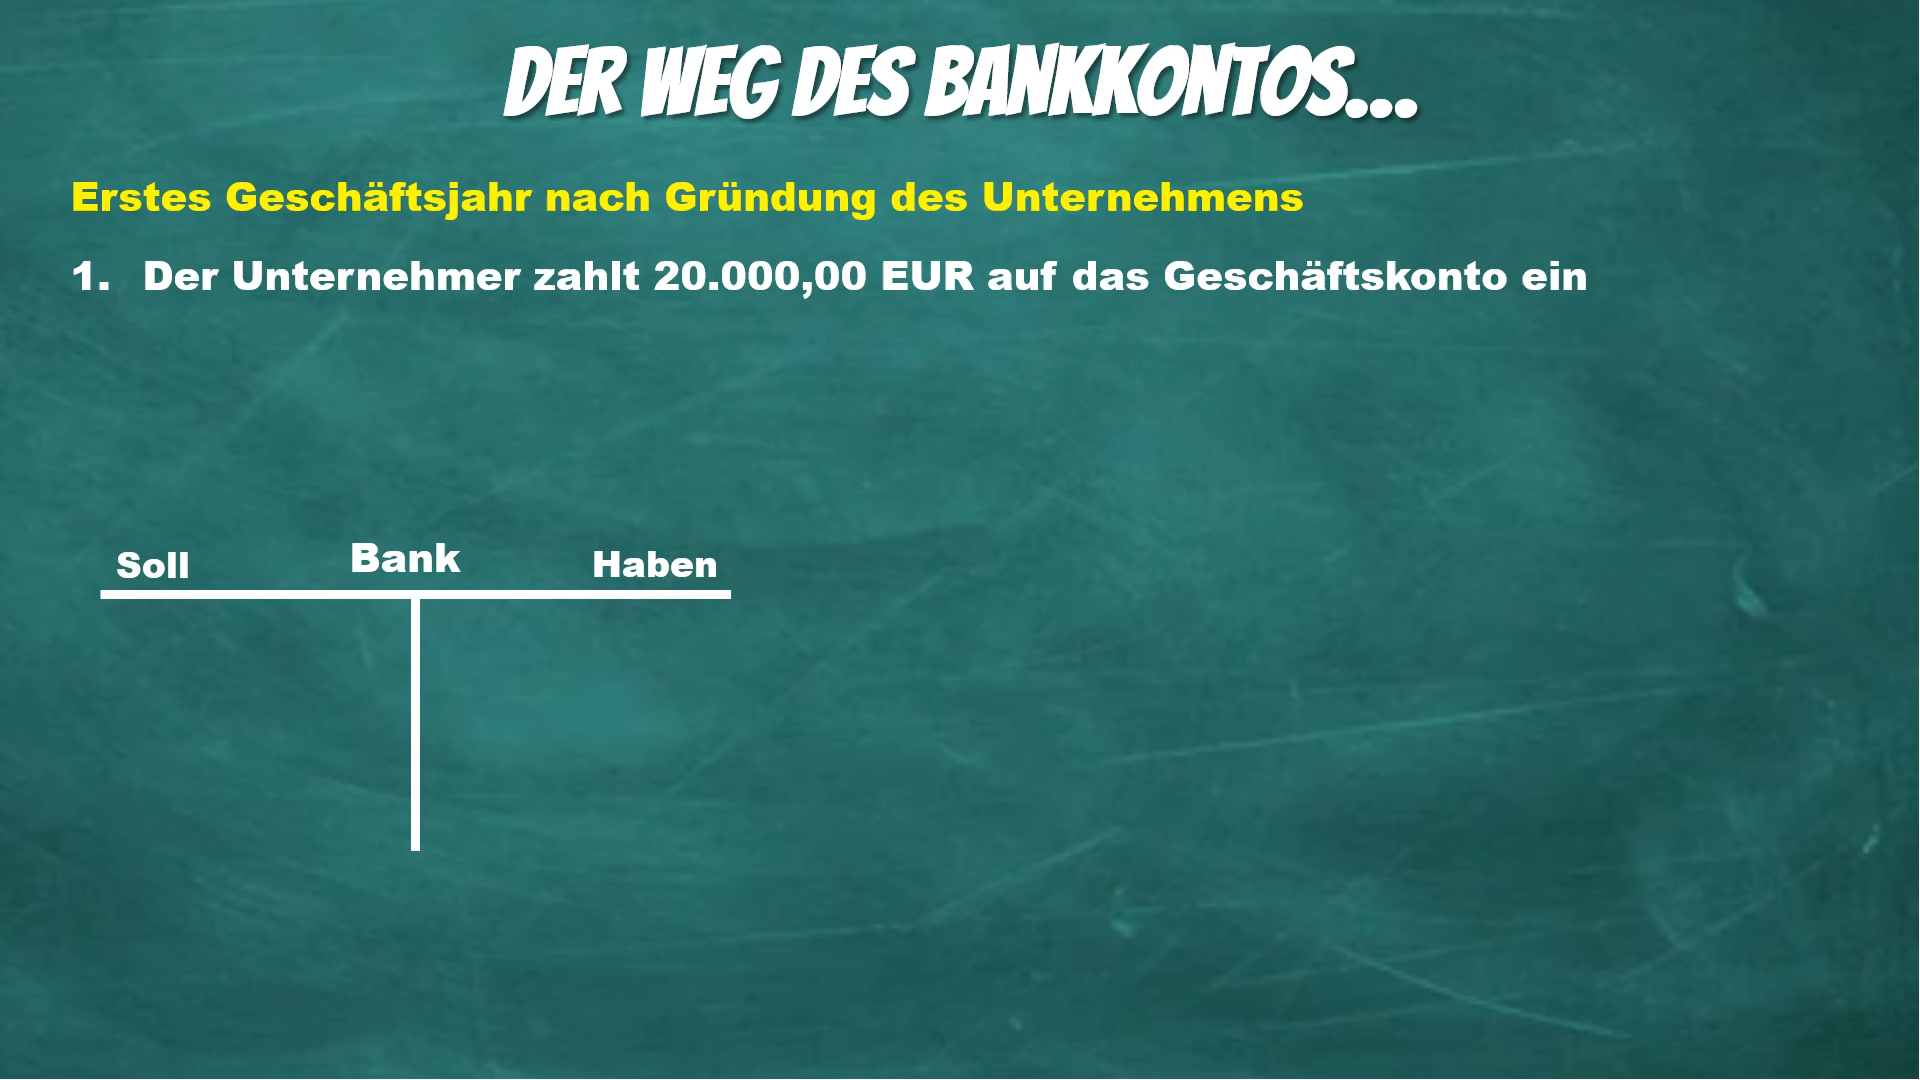 DER WEG DES BANKKONTOS...
Erstes Geschäftsjahr nach Gründung des Unternehmens
1. Der Unternehmer zahlt 20.000,00 EUR auf das Geschäftskonto ein
Soll Bank Haben